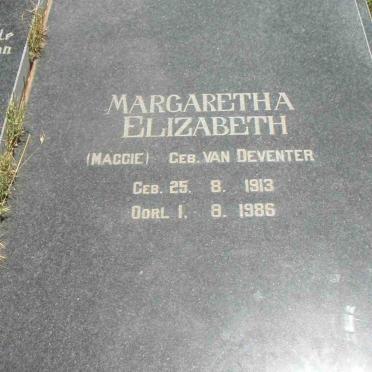 MARGARETHA
ELIZABETH
(MAGGIE) GEB. VAN DEVENTER
GEB. 25. 8. 1913
OORL 1. 8. 1986